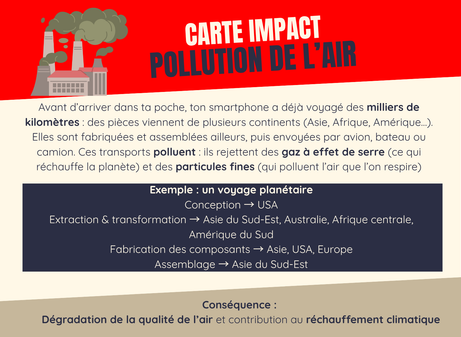 CARTE IMPACT
POLLUTION DE L'AIR
Avant d'arriver dans ta poche, ton smartphone a déjà voyagé des milliers de
kilomètres : des pièces viennent de plusieurs continents (Asie, Afrique, Amérique...).
Elles sont fabriquées et assemblées ailleurs, puis envoyées par avion, bateau ou
camion. Ces transports polluent : ils rejettent des gaz à effet de serre (ce qui
réchauffe la planète) et des particules fines (qui polluent l'air que l'on respire)
Exemple : un voyage planétaire
Conception → USA
Extraction & transformation → Asie du Sud-Est, Australie, Afrique centrale,
Amérique du Sud
Fabrication des composants → Asie, USA, Europe
Assemblage → Asie du Sud-Est
Conséquence :
Dégradation de la qualité de l'air et contribution au réchauffement climatique